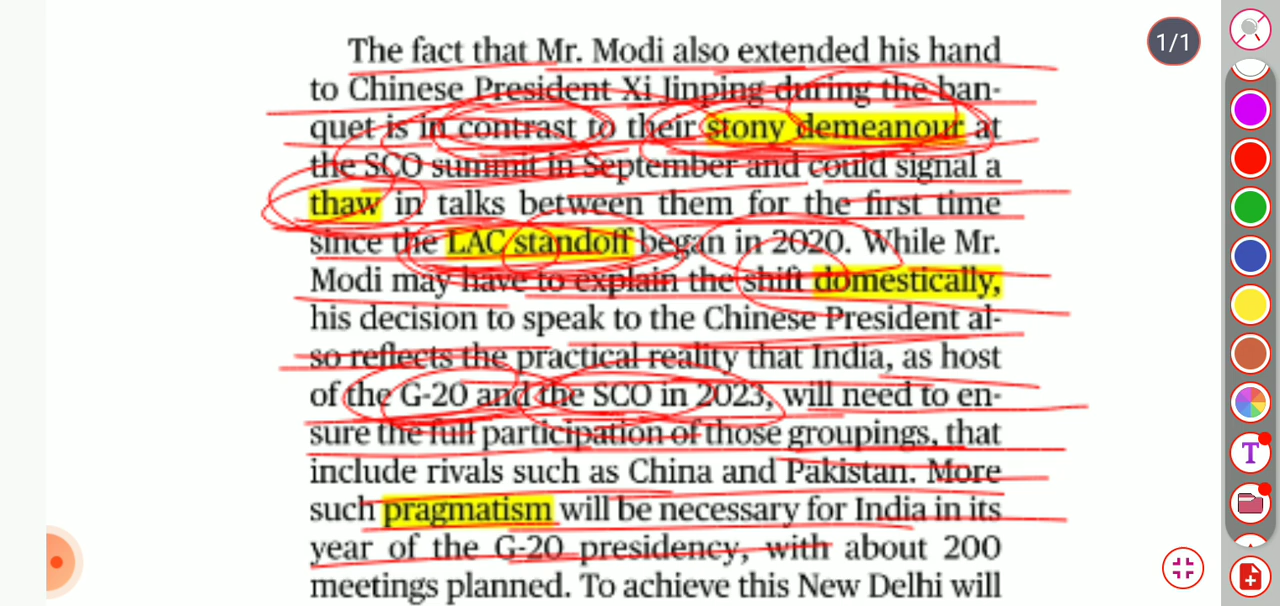 The fact that Mr. Modi also extended his hand
to Chinese President Xi Jinping during the ban-
quet is in contrast to their stony demeanour at
the SCO summit in September and could signal a
thaw in talks between them for the first time
since the LAC standoff began in 2020. While Mr.
Modi may have to explain the shift domestically,
his decision to speak to the Chinese President al-
so reflects the practical reality that India, as host
of the G-20 and the SCO in 2023, will need to en-
sure the full participation of those groupings, that
include rivals such as China and Pakistan. More
such pragmatism will be necessary for India in its
year of the G-20 presidency, with about 200
meetings planned. To achieve this New Delhi will
1/1
T